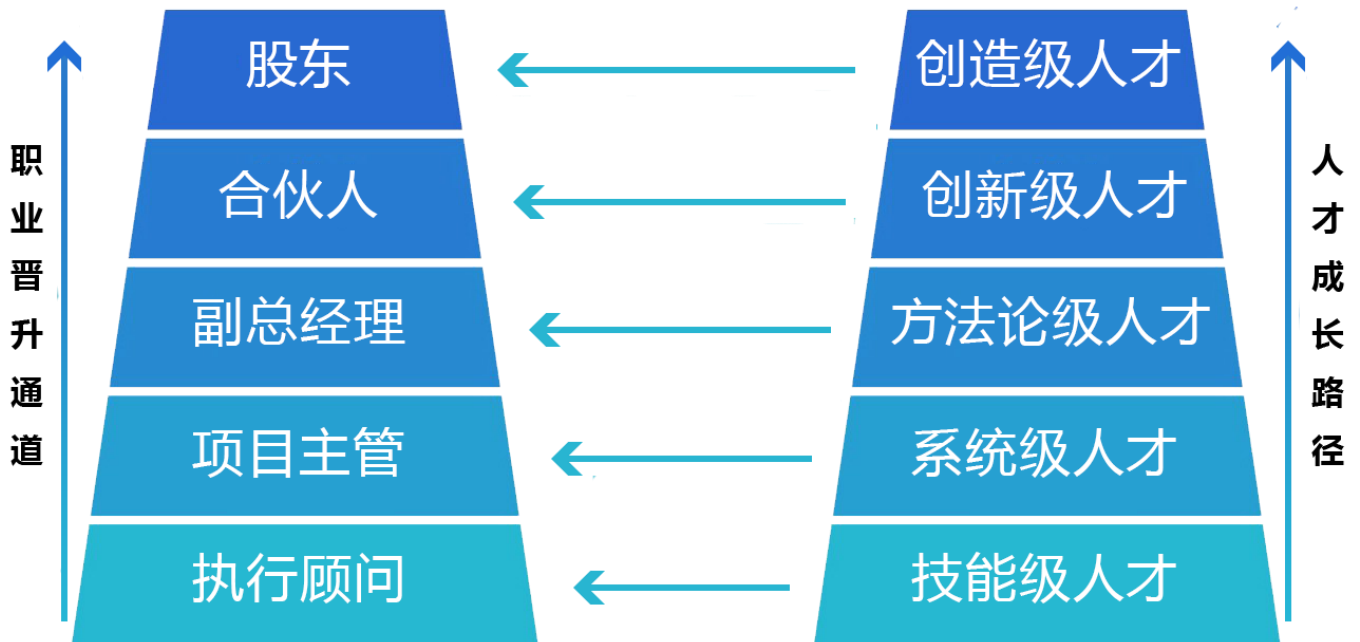 职业晋升通道
股东
合伙人
副总经理
项目主管
执行顾问
创造级人才
创新级人才
方法论级人才
系统级人才
技能级人才
人才成长路径